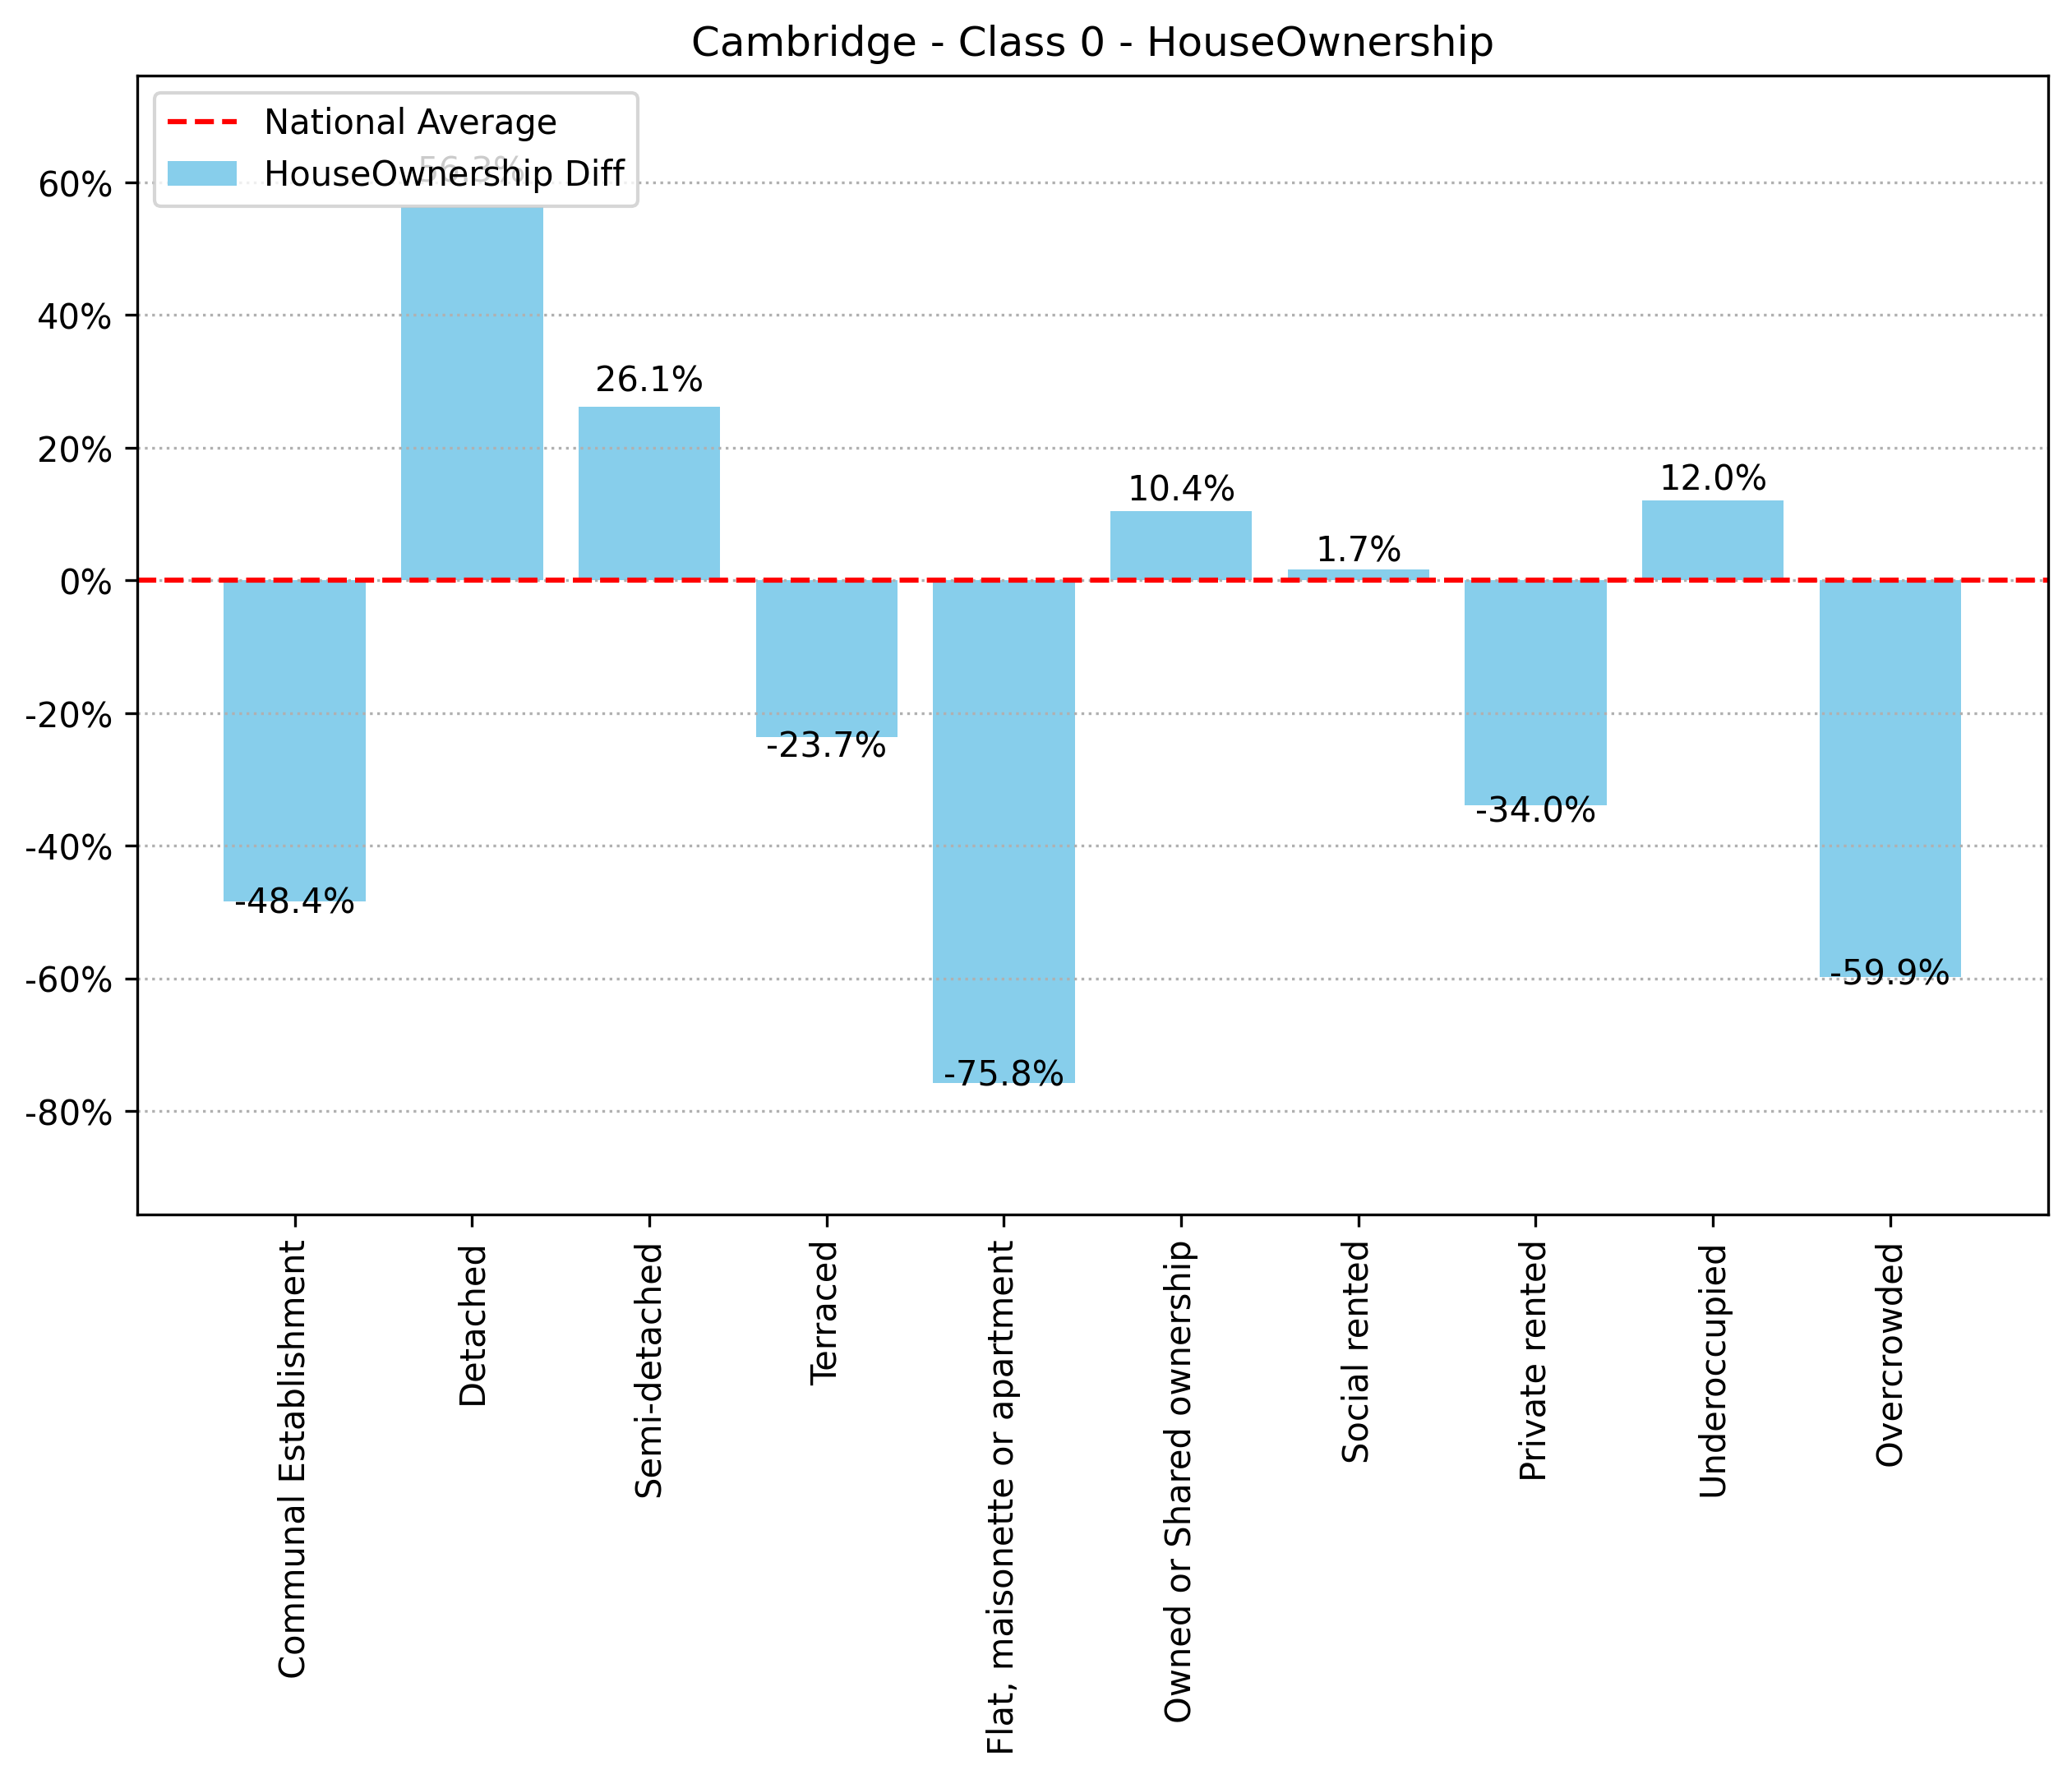 Cambridge - Class 0 - HouseOwnership
National Average
HouseOwnership Diff
56.3%
60%
40%
20%
0%
-20%
-40%
-60%
-80%
-48.4%
26.1%
-23.7%
-75.8%
10.4%
1.7%
-34.0%
12.0%
-59.9%
Communal Establishment
Detached
Semi-detached
Terraced
Flat, maisonette or apartment
Owned or Shared ownership
Social rented
Private rented
Underoccupied
Overcrowded